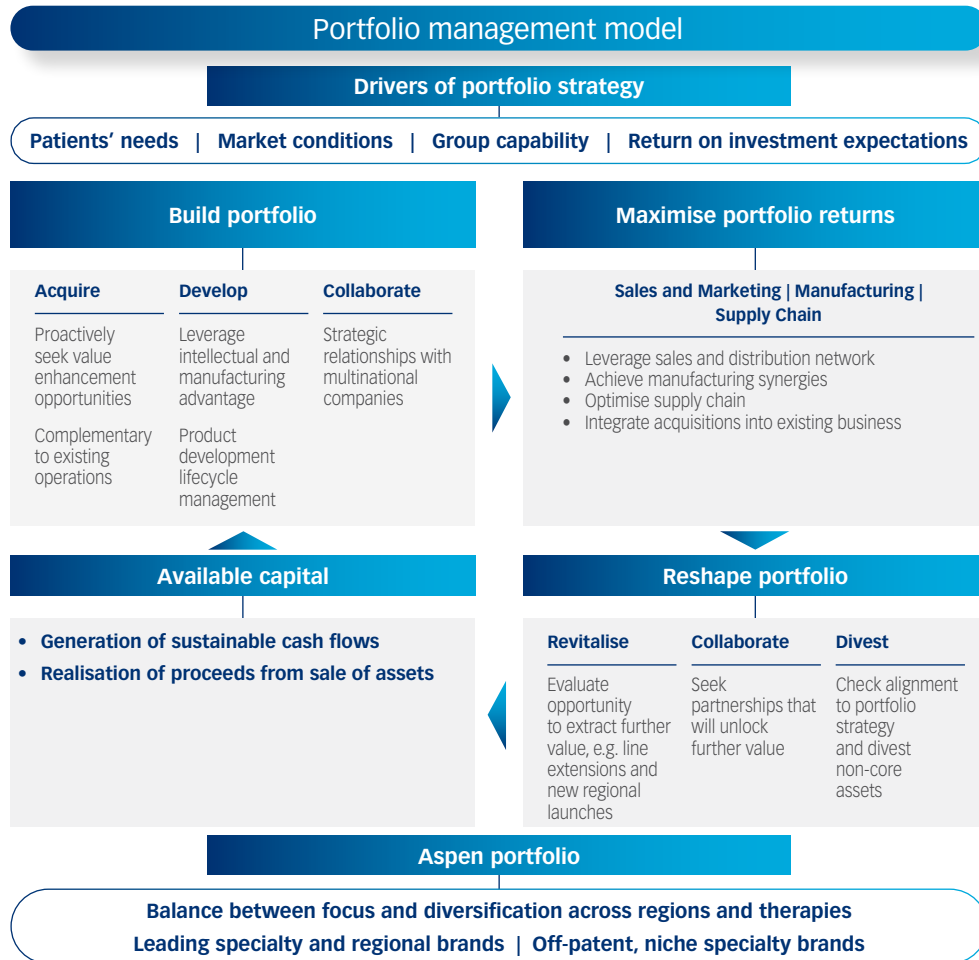 Portfolio management model
Drivers of portfolio strategy
Patients’ needs | Market conditions | Group capability | Return on investment expectations
Build portfolio
Acquire
Proactively
seek value
enhancement
opportunities
Complementary
to existing
operations
Develop
Leverage
intellectual and
manufacturing
advantage
Product
development
lifecycle
management
Collaborate
Strategic
relationships with
multinational
companies
Maximise portfolio returns
Sales and Marketing | Manufacturing |
Supply Chain
• Leverage sales and distribution network
• Achieve manufacturing synergies
• Optimise supply chain
• Integrate acquisitions into existing business
Reshape portfolio
Revitalise
Evaluate
opportunity
to extract further
value, e.g. line
extensions and
new regional
launches
Collaborate
Seek
partnerships that
will unlock
further value
Divest
Check alignment
to portfolio
strategy
and divest
non-core
assets
Available capital
• Generation of sustainable cash flows
• Realisation of proceeds from sale of assets
Aspen portfolio
Balance between focus and diversification across regions and therapies
Leading specialty and regional brands | Off-patent, niche specialty brands